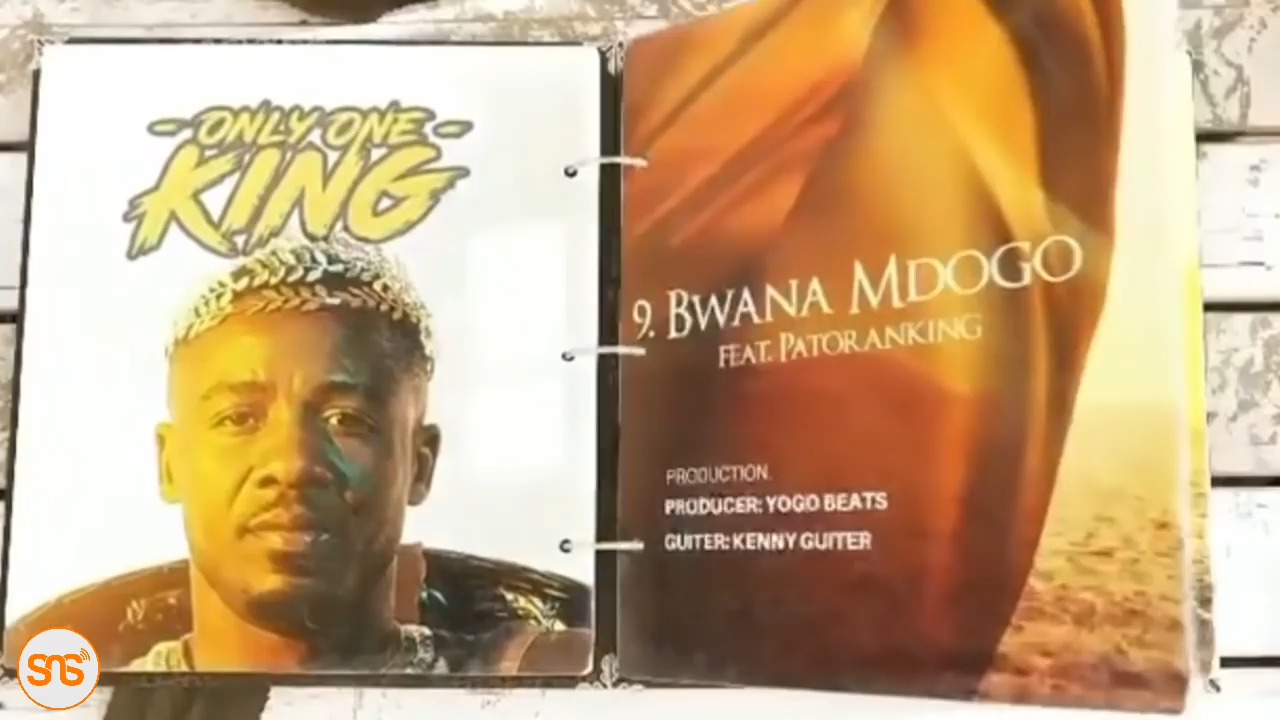 - ONLY ONE -
KING
9. BWANA MDOGO
FEAT. PATORANKING
PRODUCTION.
PRODUCER: YOGO BEATS
GUITER: KENNY GUITER
SNS